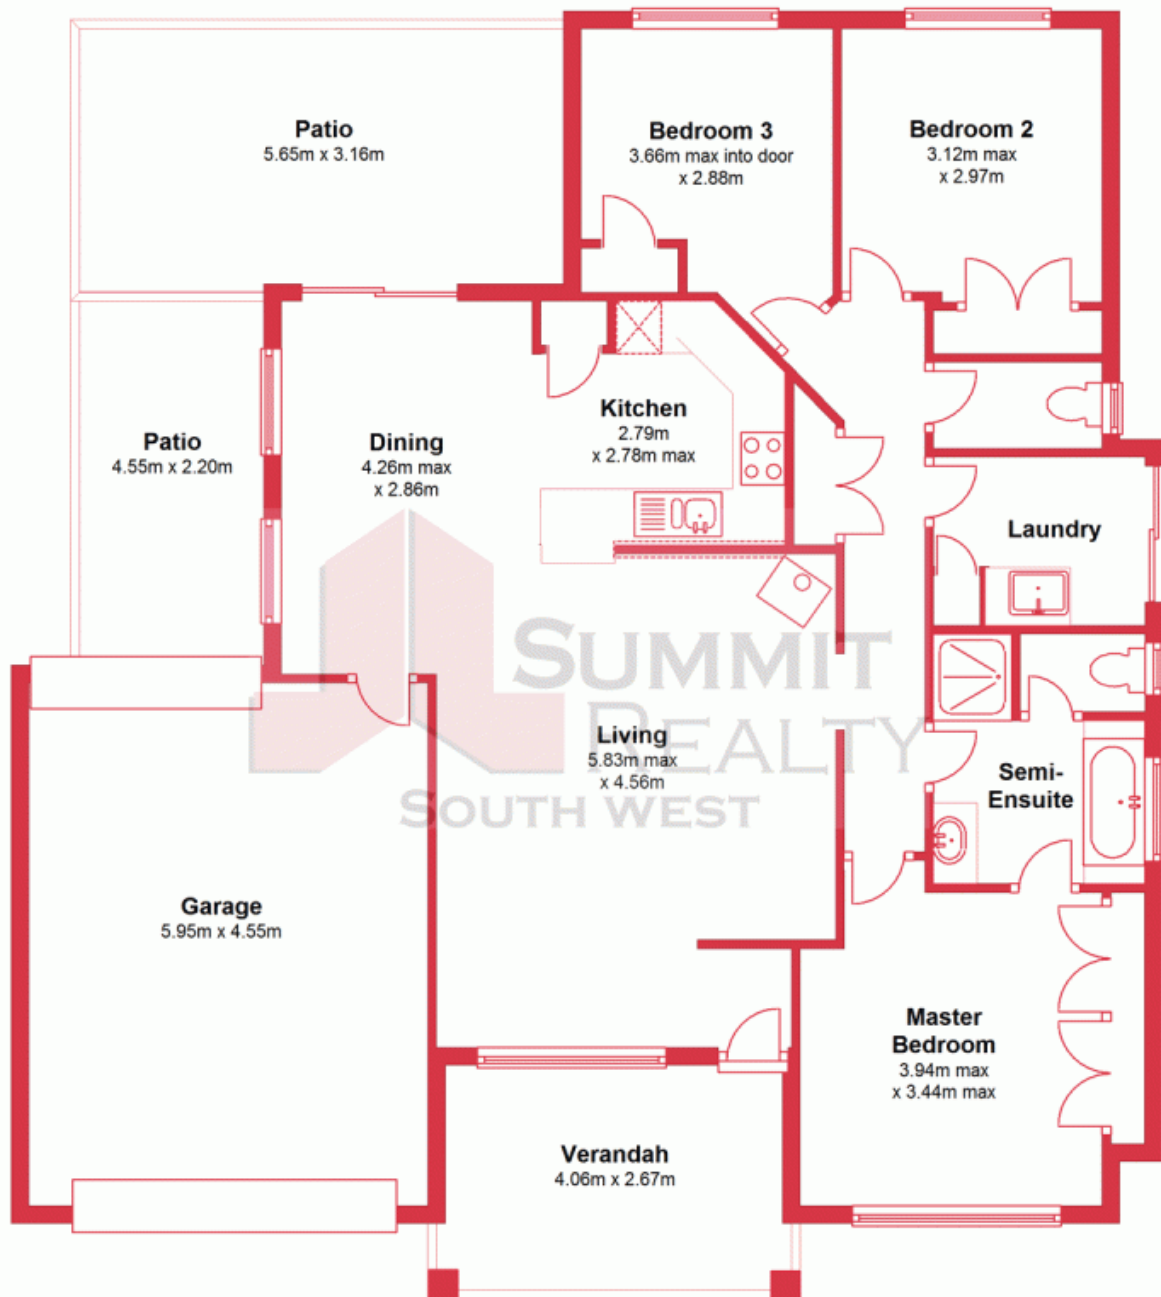 Patio
5.65m x 3.16m
Bedroom 3
3.66m max into door
x 2.88m
Bedroom 2
3.12m max
x 2.97m
Patio
4.55m x 2.20m
Dining
4.26m max
x 2.86m
Kitchen
2.79m
x 2.78m max
Laundry
SUMMIT
REALTY
SOUTH WEST
Living
5.83m max
x 4.56m
Semi-
Ensuite
Garage
5.95m x 4.55m
Master
Bedroom
3.94m max
x 3.44m max
Verandah
4.06m x 2.67m